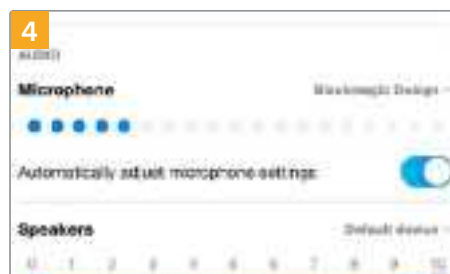 4
AUDIO
Microphone Blackmagic Design
Automatically adjust microphone settings
Speakers Default device
0 1 2 3 4 5 6 7 8 9 10